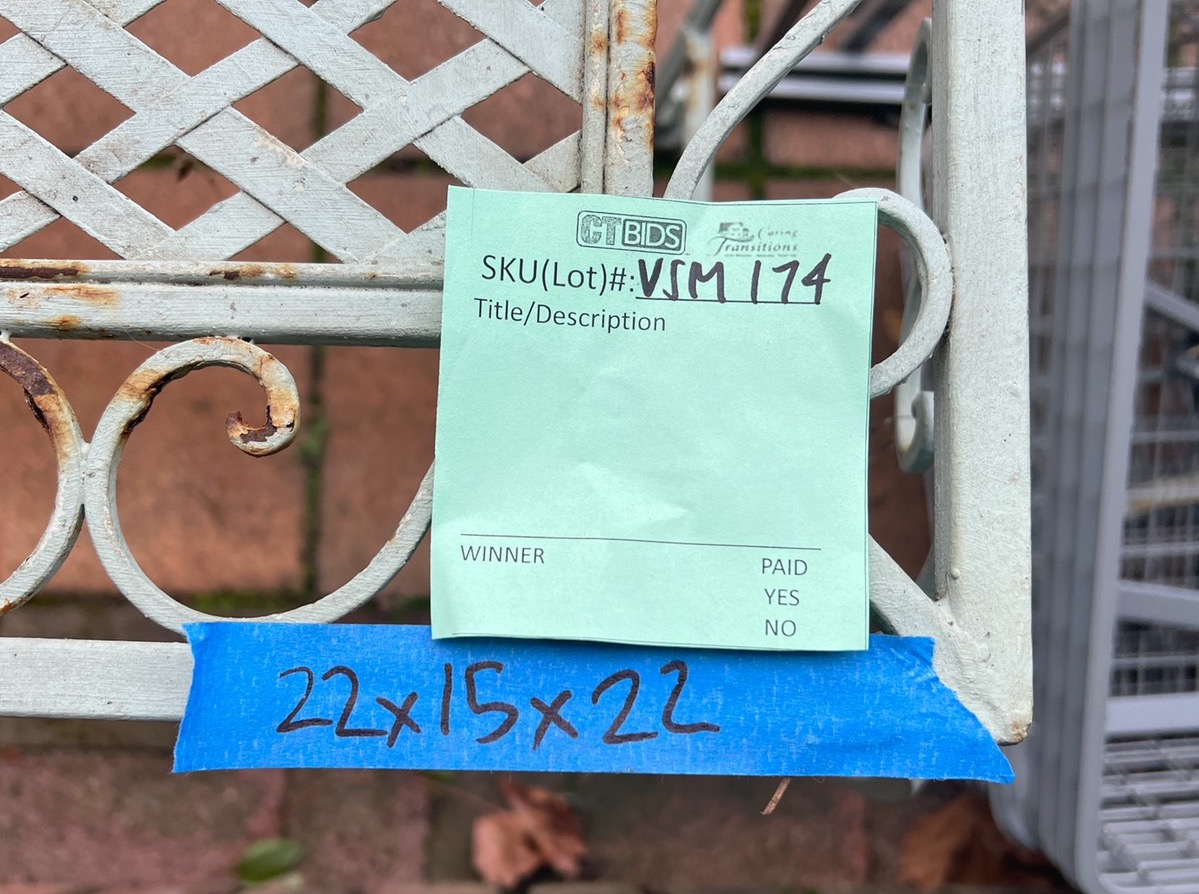 CTBIDS
Caring
Transitions
SKU(Lot)#: VSM 174
Title/Description
WINNER
PAID
YES
NO
22x15x22